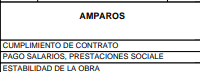 AMPAROS
CUMPLIMIENTO DE CONTRATO
PAGO SALARIOS, PRESTACIONES SOCIALE
ESTABILIDAD DE LA OBRA